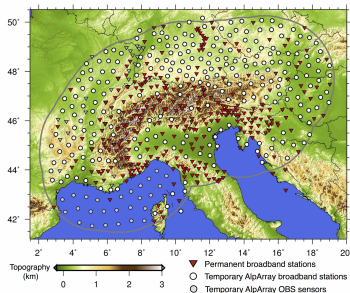 50˚
48˚
46˚
44˚
42˚
2˚ 4˚ 6˚ 8˚ 10˚ 12˚ 14˚ 16˚ 18˚ 20˚
Topography
(km)
0 1 2 3
Permanent broadband stations
Temporary AlpArray broadband stations
Temporary AlpArray OBS sensors